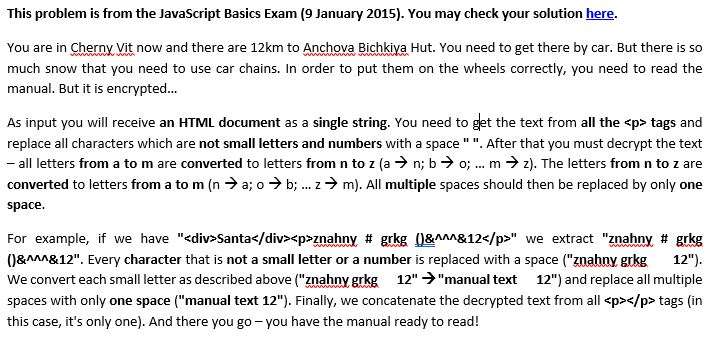 This problem is from the JavaScript Basics Exam (9 January 2015). You may check your solution here.
You are in Cherny Vit now and there are 12km to Anchova Bichkiya Hut. You need to get there by car. But there is so
much snow that you need to use car chains. In order to put them on the wheels correctly, you need to read the
manual. But it is encrypted…
As input you will receive an HTML document as a single string. You need to get the text from all the <p> tags and
replace all characters which are not small letters and numbers with a space " ". After that you must decrypt the text
– all letters from a to m are converted to letters from n to z (a → n; b → o; … m → z). The letters from n to z are
converted to letters from a to m (n → a; o → b; … z → m). All multiple spaces should then be replaced by only one
space.
For example, if we have "<div>Santa</div><p>znahny # grkg ()&^^^&12</p>" we extract "znahny # grkg
()&^^^&12". Every character that is not a small letter or a number is replaced with a space ("znahny grkg 12").
We convert each small letter as described above ("znahny grkg 12" → "manual text 12") and replace all multiple
spaces with only one space ("manual text 12"). Finally, we concatenate the decrypted text from all <p></p> tags (in
this case, it's only one). And there you go – you have the manual ready to read!